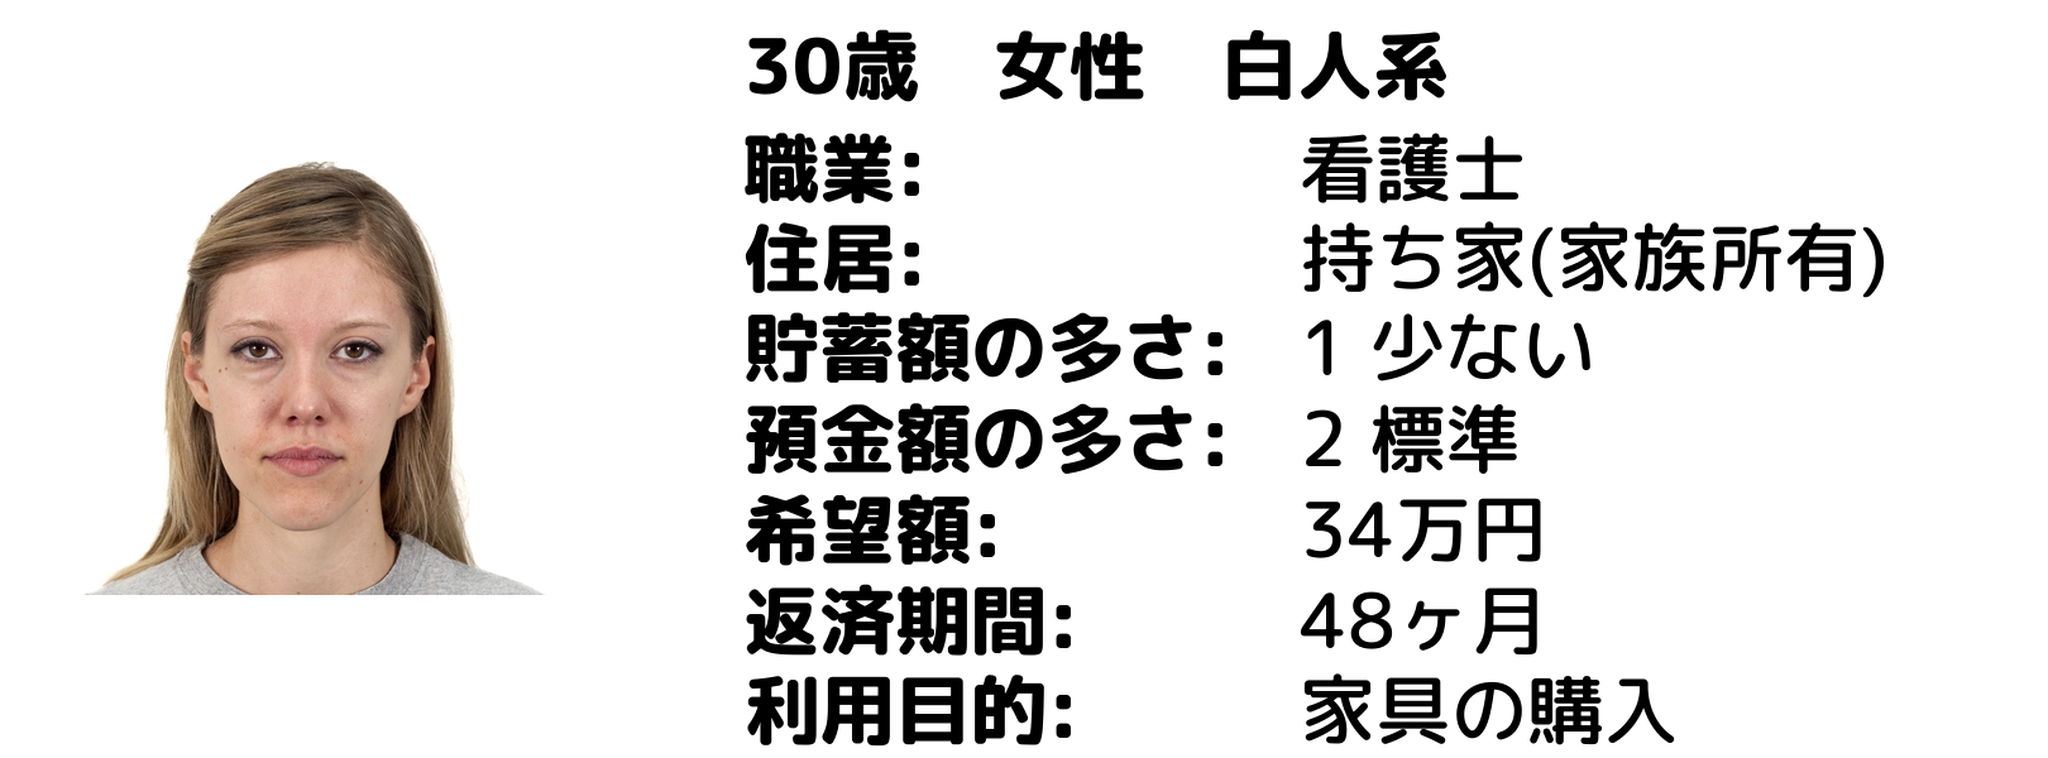 30歳　女性　白人系
職業: 看護士
住居: 持ち家(家族所有)
貯蓄額の多さ: 1 少ない
預金額の多さ: 2 標準
希望額: 34万円
返済期間: 48ヶ月
利用目的: 家具の購入